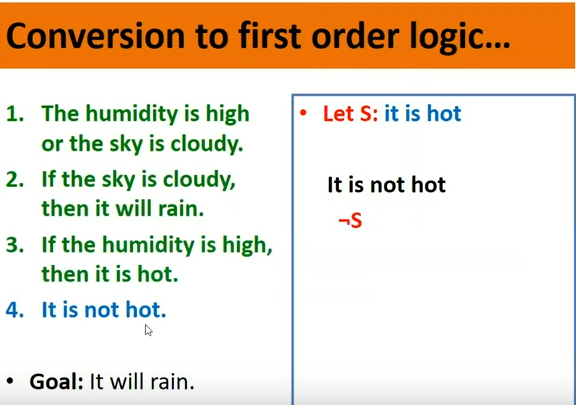 Conversion to first order logic...
1. The humidity is high
or the sky is cloudy.
2. If the sky is cloudy,
then it will rain.
3. If the humidity is high,
then it is hot.
4. It is not hot.
• Goal: It will rain.
• Let S: it is hot
It is not hot
¬S